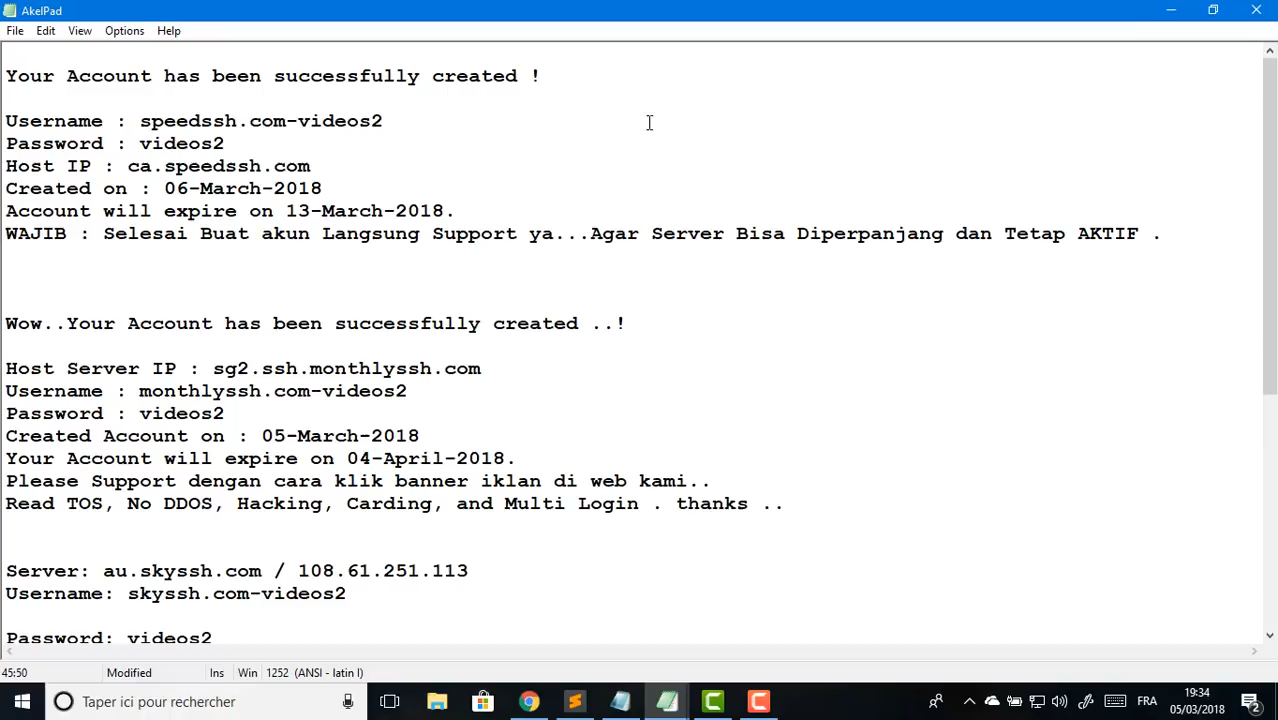 AkelPad
File Edit View Options Help
Your Account has been successfully created !
Username : speedssh.com-videos2
Password : videos2
Host IP : ca.speedssh.com
Created on : 06-March-2018
Account will expire on 13-March-2018.
WAJIB : Selesai Buat akun Langsung Support ya...Agar Server Bisa Diperpanjang dan Tetap AKTIF .
Wow..Your Account has been successfully created ..!
Host Server IP : sg2.ssh.monthlyssh.com
Username : monthlyssh.com-videos2
Password : videos2
Created Account on : 05-March-2018
Your Account will expire on 04-April-2018.
Please Support dengan cara klik banner iklan di web kami..
Read TOS, No DDOS, Hacking, Carding, and Multi Login . thanks ..
Server: au.skyssh.com / 108.61.251.113
Username: skyssh.com-videos2
Password: videos2
45:50 Modified Ins Win 1252 (ANSI - latin I)
Taper ici pour rechercher
FRA
19:34
05/03/2018
2